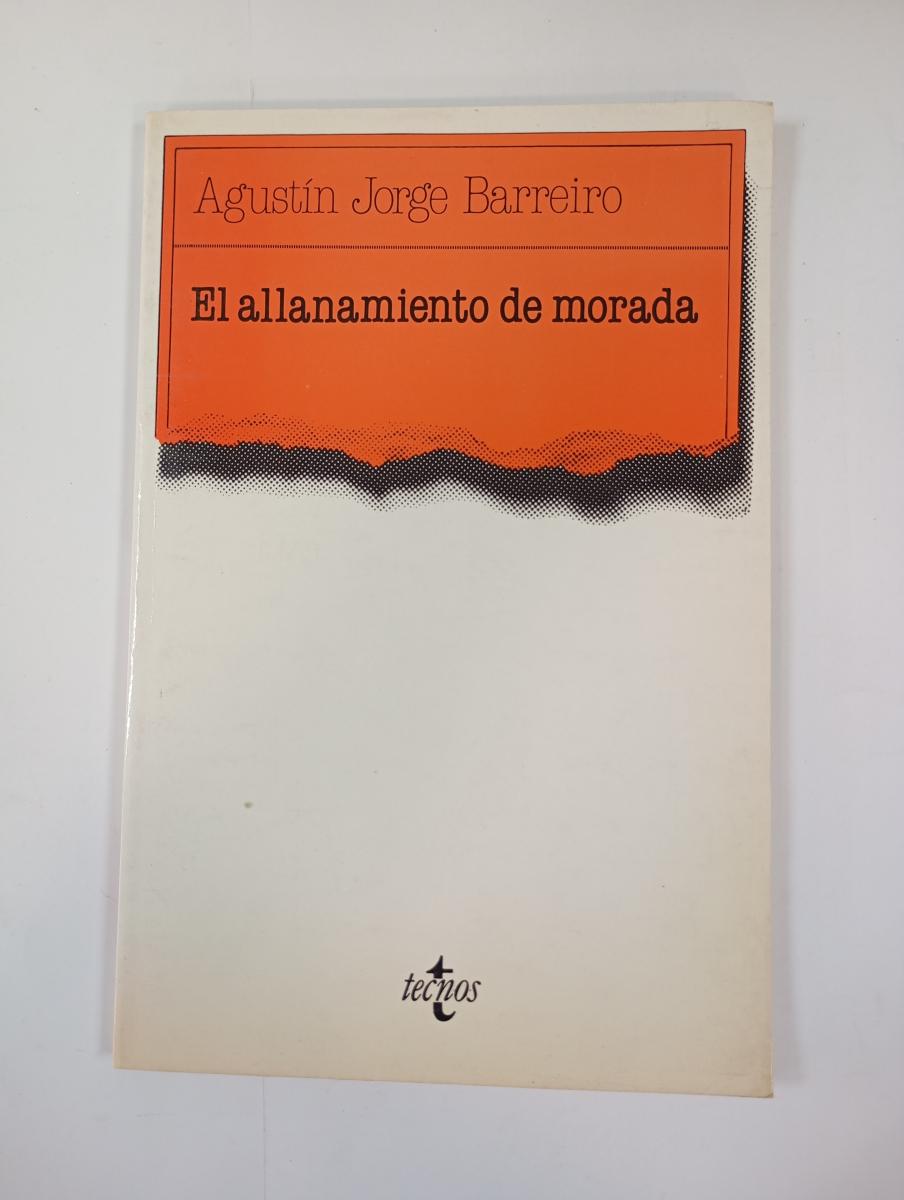 Agustín Jorge Barreiro
El allanamiento de morada
tecnos